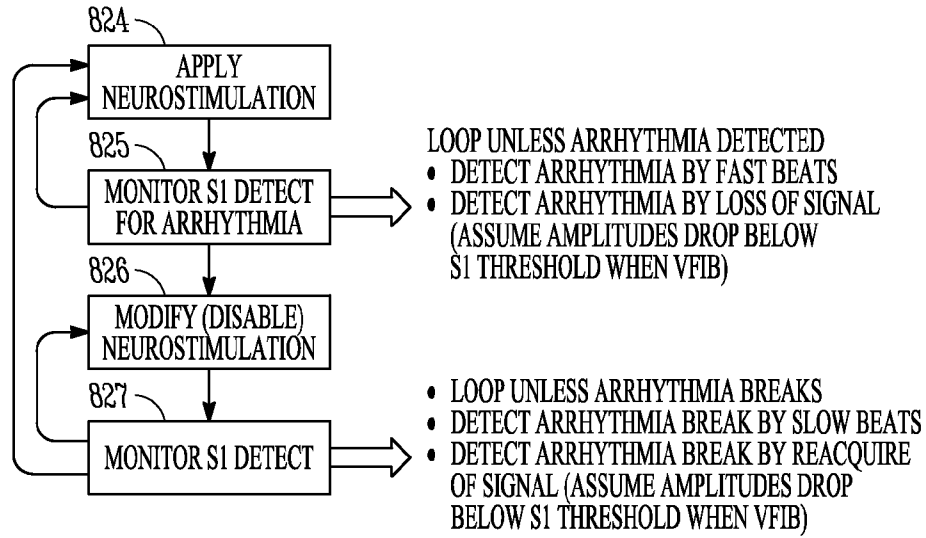 824
APPLY
NEUROSTIMULATION
825
MONITOR S1 DETECT
FOR ARRHYTHMIA
LOOP UNLESS ARRHYTHMIA DETECTED
• DETECT ARRHYTHMIA BY FAST BEATS
• DETECT ARRHYTHMIA BY LOSS OF SIGNAL
(ASSUME AMPLITUDES DROP BELOW
S1 THRESHOLD WHEN VFIB)
826
MODIFY (DISABLE)
NEUROSTIMULATION
827
MONITOR S1 DETECT
• LOOP UNLESS ARRHYTHMIA BREAKS
• DETECT ARRHYTHMIA BREAK BY SLOW BEATS
• DETECT ARRHYTHMIA BREAK BY REACQUIRE
OF SIGNAL (ASSUME AMPLITUDES DROP
BELOW S1 THRESHOLD WHEN VFIB)